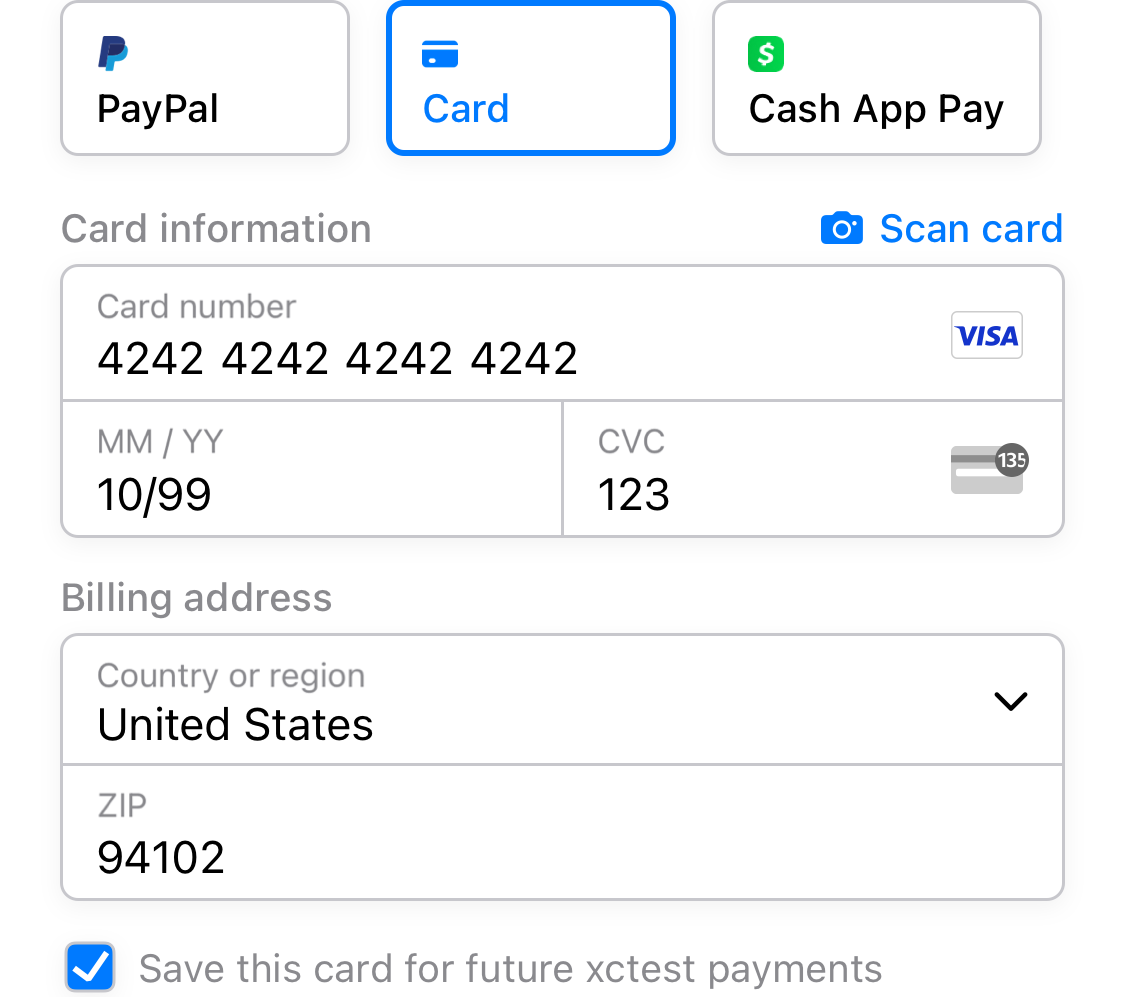 PayPal
Card
Cash App Pay
Card information
Scan card
Card number
4242 4242 4242 4242
VISA
MM / YY
10/99
CVC
123
135
Billing address
Country or region
United States
ZIP
94102
Save this card for future xctest payments